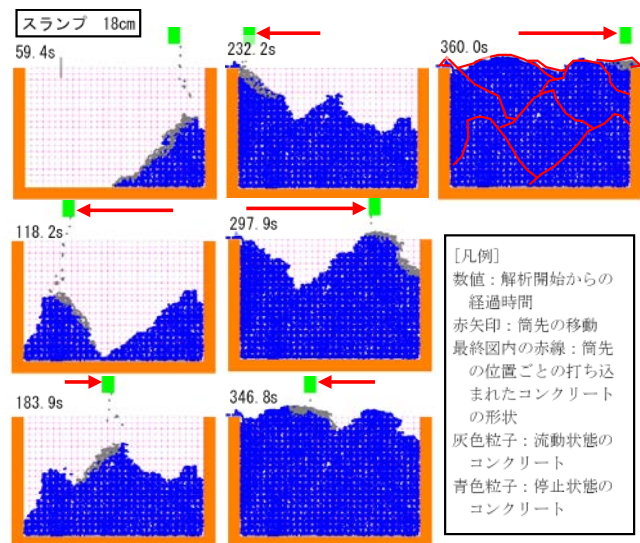 スランプ 18cm
59.4s
232.2s
360.0s
118.2s
297.9s
183.9s
346.8s
[凡例]
数値:解析開始からの
経過時間
赤矢印:筒先の移動
最終図内の赤線:筒先
の位置ごとの打ち込
まれたコンクリート
の形状
灰色粒子:流動状態の
コンクリート
青色粒子:停止状態の
コンクリート